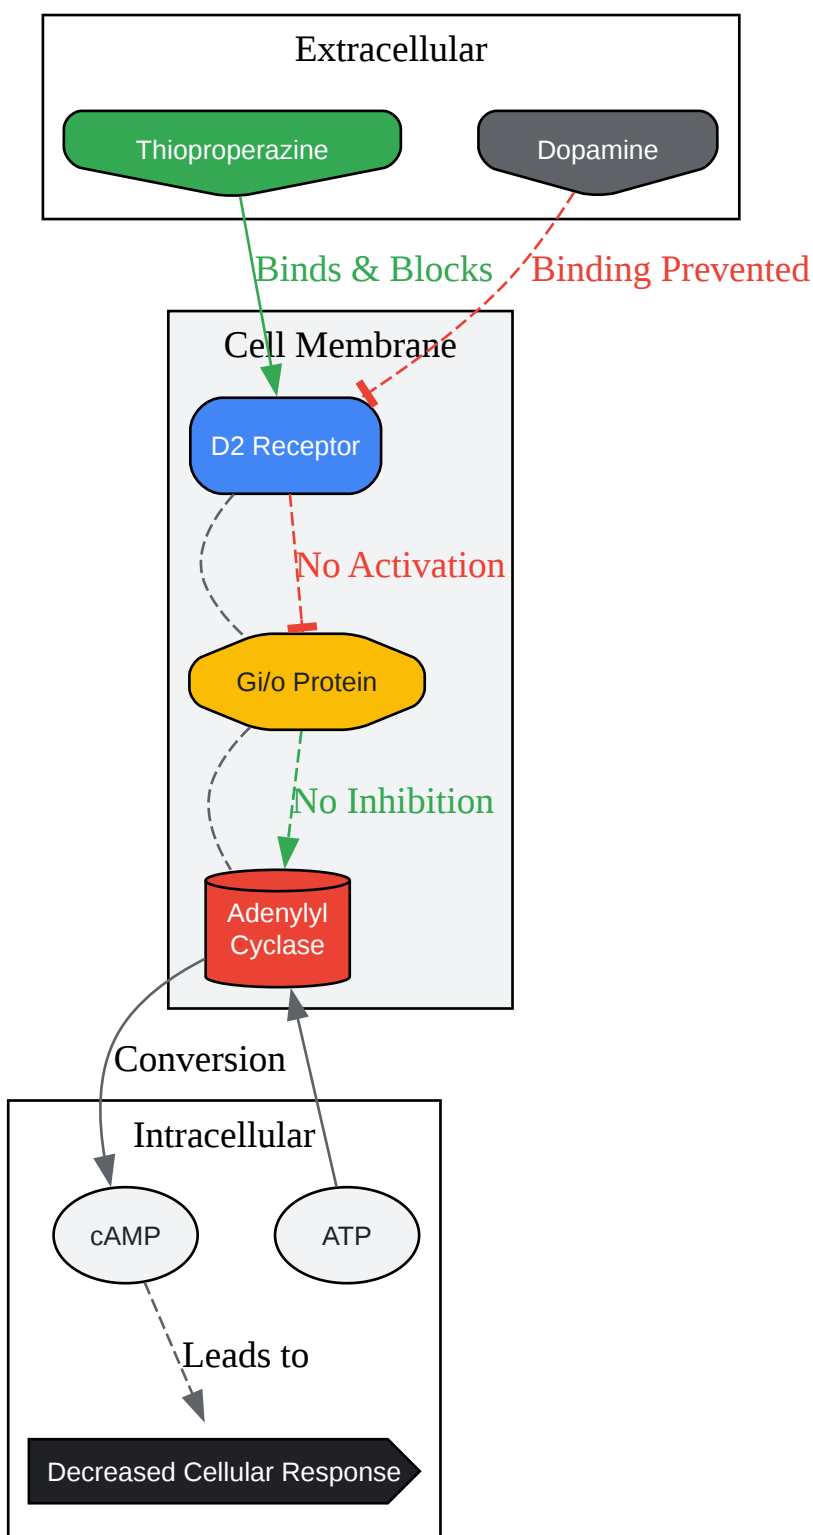 Extracellular
Thioproperazine
Dopamine
Binds & Blocks
Binding Prevented
Cell Membrane
D2 Receptor
No Activation
Gi/o Protein
No Inhibition
Adenylyl
Cyclase
Conversion
Intracellular
cAMP
ATP
Leads to
Decreased Cellular Response